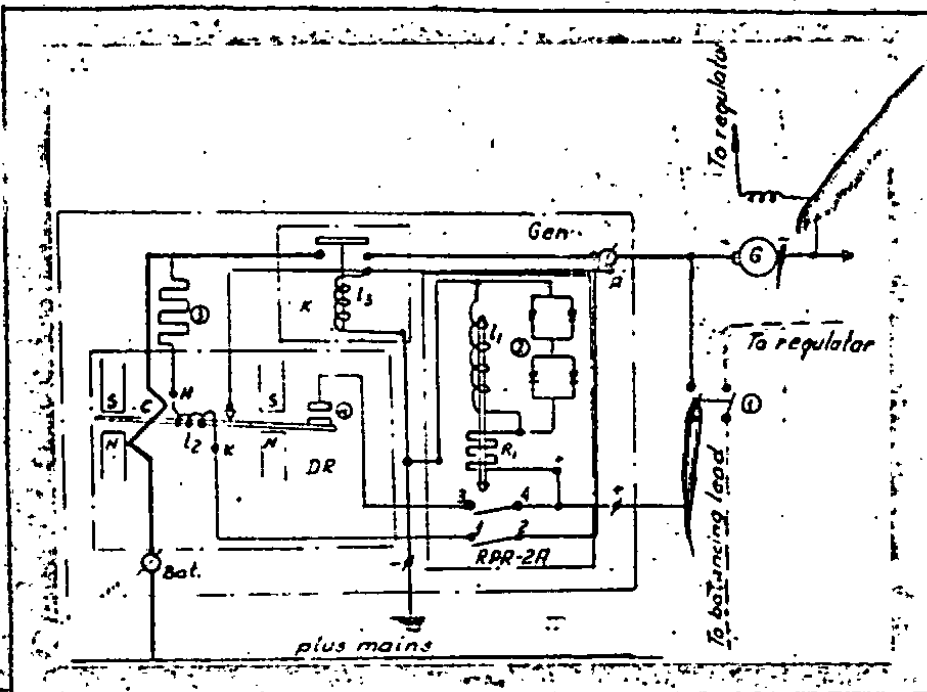 To regulator
Gen.
G
A
To regulator
K
l3
l1
R1
S
C
N
H
l2
K
S
N
DR
3
4
1
2
RPR-2A
Bat.
To balancing lead
plus mains